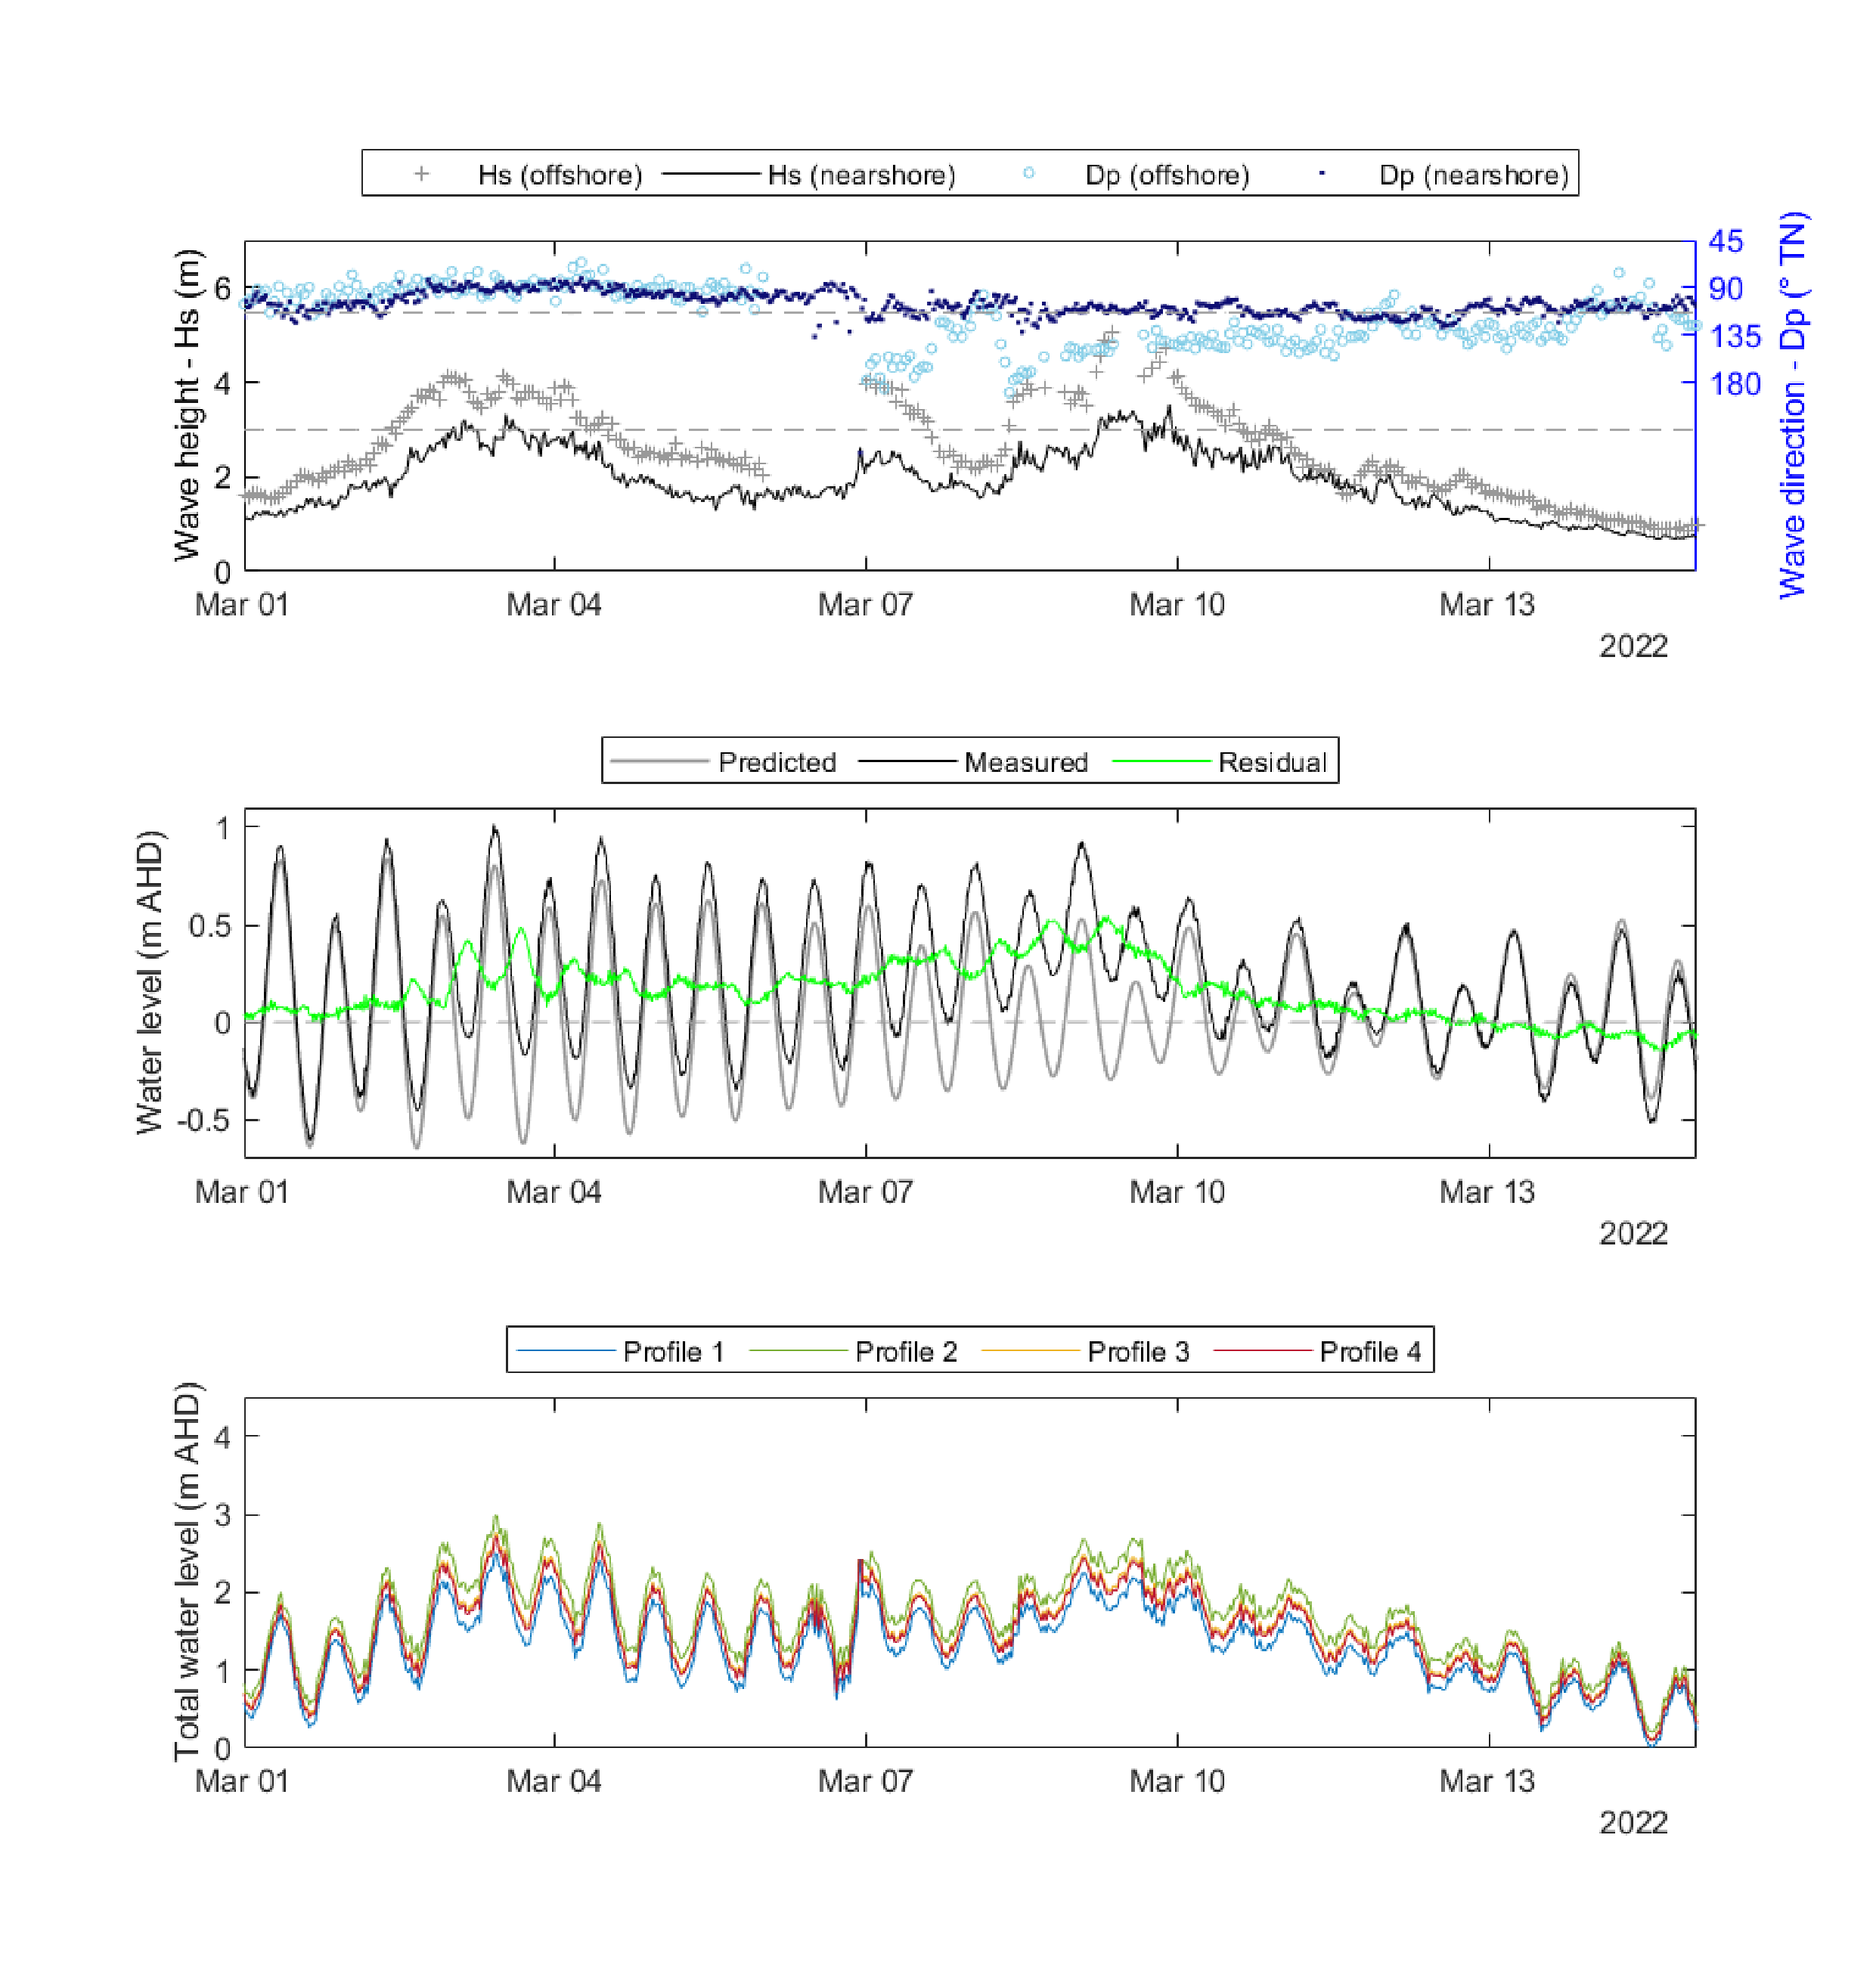 Hs (offshore) Hs (nearshore) Dp (offshore) Dp (nearshore)
Wave height - Hs (m)
6
4
2
0
45
90
135
180
Wave direction - Dp (° TN)
Mar 01 Mar 04 Mar 07 Mar 10 Mar 13
2022
Predicted Measured Residual
Water level (m AHD)
1
0.5
0
-0.5
Mar 01 Mar 04 Mar 07 Mar 10 Mar 13
2022
Profile 1 Profile 2 Profile 3 Profile 4
Total water level (m AHD)
4
3
2
1
0
Mar 01 Mar 04 Mar 07 Mar 10 Mar 13
2022